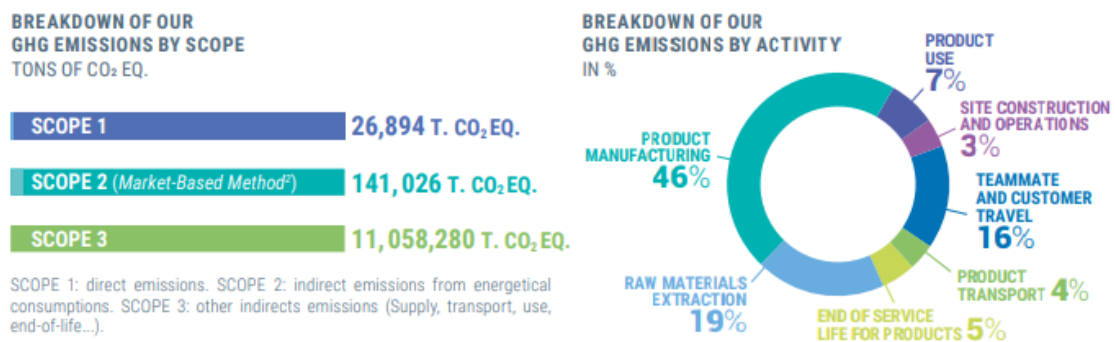 BREAKDOWN OF OUR
GHG EMISSIONS BY SCOPE
TONS OF CO₂ EQ.
SCOPE 1
26,894 T. CO₂ EQ.
SCOPE 2 (Market-Based Method²)
141,026 T. CO₂ EQ.
SCOPE 3
11,058,280 T. CO₂ EQ.
SCOPE 1: direct emissions. SCOPE 2: indirect emissions from energetical
consumptions. SCOPE 3: other indirects emissions (Supply, transport, use,
end-of-life...).
BREAKDOWN OF OUR
GHG EMISSIONS BY ACTIVITY
IN %
PRODUCT
USE
7%
SITE CONSTRUCTION
AND OPERATIONS
3%
TEAMMATE
AND CUSTOMER
TRAVEL
16%
PRODUCT
TRANSPORT 4%
END OF SERVICE
LIFE FOR PRODUCTS 5%
RAW MATERIALS
EXTRACTION
19%
PRODUCT
MANUFACTURING
46%